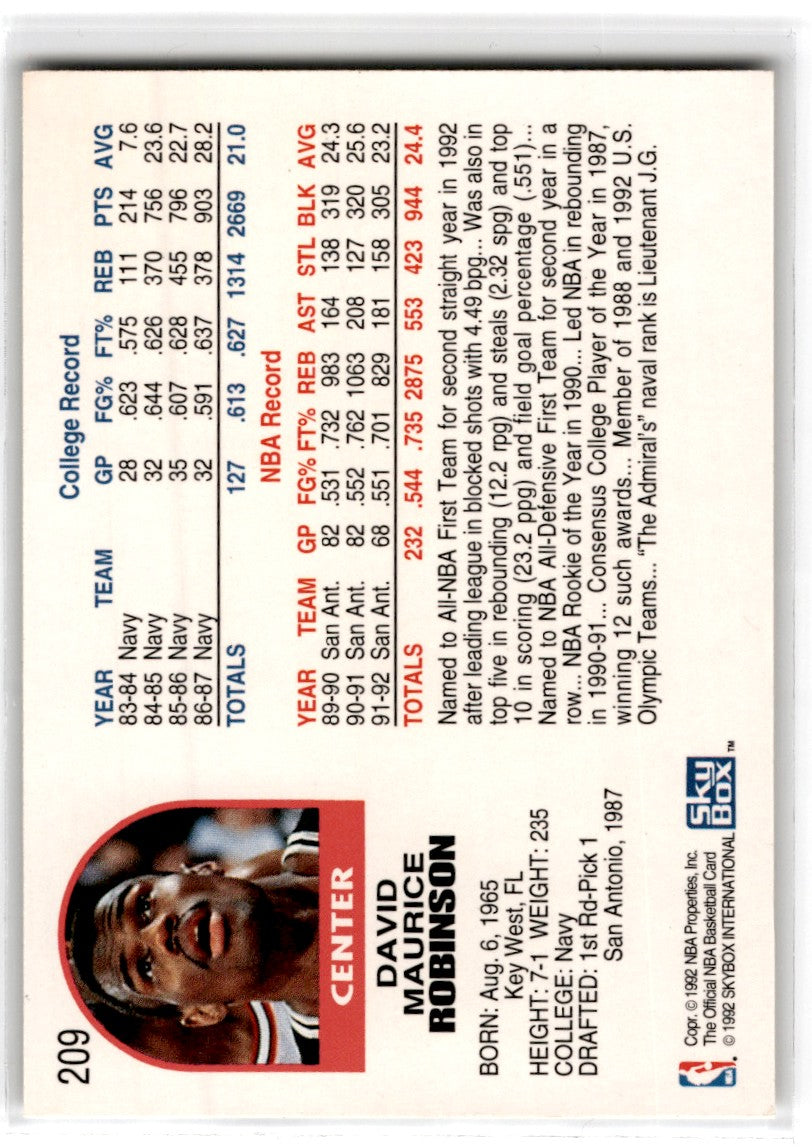 209
CENTER
DAVID
MAURICE
ROBINSON
BORN: Aug. 6, 1965
Key West, FL
HEIGHT: 7-1 WEIGHT: 235
COLLEGE: Navy
DRAFTED: 1st Rd-Pick 1
San Antonio, 1987
College Record
YEAR TEAM GP FG% FT% REB PTS AVG
83-84 Navy 28 .623 .575 111 214 7.6
84-85 Navy 32 .644 .626 370 756 23.6
85-86 Navy 35 .607 .628 455 796 22.7
86-87 Navy 32 .591 .637 378 903 28.2
TOTALS 127 .613 .627 1314 2669 21.0
NBA Record
YEAR TEAM GP FG% FT% REB AST STL BLK AVG
89-90 San Ant. 82 .531 .732 983 164 138 319 24.3
90-91 San Ant. 82 .552 .762 1063 208 127 320 25.6
91-92 San Ant. 68 .551 .701 829 181 158 305 23.2
TOTALS 232 .544 .735 2875 553 423 944 24.4
Named to All-NBA First Team for second straight year in 1992
after leading league in blocked shots with 4.49 bpg... Was also in
top five in rebounding (12.2 rpg) and steals (2.32 spg) and top
10 in scoring (23.2 ppg) and field goal percentage (.551)...
Named to NBA All-Defensive First Team for second year in a
row... NBA Rookie of the Year in 1990... Led NBA in rebounding
in 1990-91... Consensus College Player of the Year in 1987,
winning 12 such awards... Member of 1988 and 1992 U.S.
Olympic Teams... "The Admiral's" naval rank is Lieutenant J.G.
NBA
Copr. © 1992 NBA Properties, Inc.
The Official NBA Basketball Card
© 1992 SKYBOX INTERNATIONAL
Sky
Box
TM